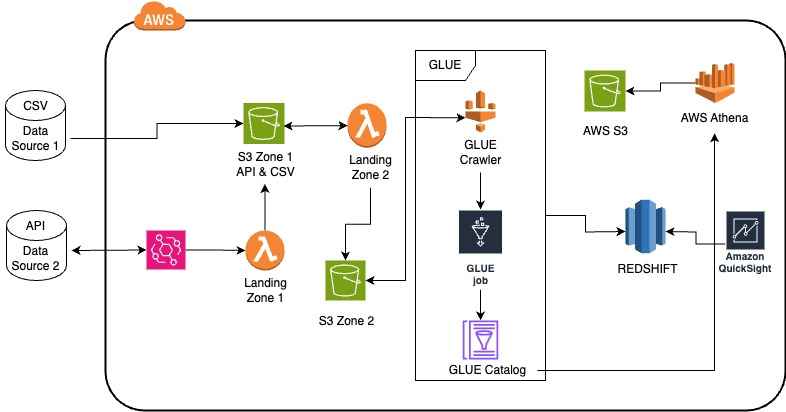 AWS
GLUE
CSV
Data
Source 1
S3 Zone 1
API & CSV
Landing
Zone 2
GLUE
Crawler
AWS S3
AWS Athena
API
Data
Source 2
Landing
Zone 1
S3 Zone 2
GLUE
job
REDSHIFT
Amazon
QuickSight
GLUE Catalog